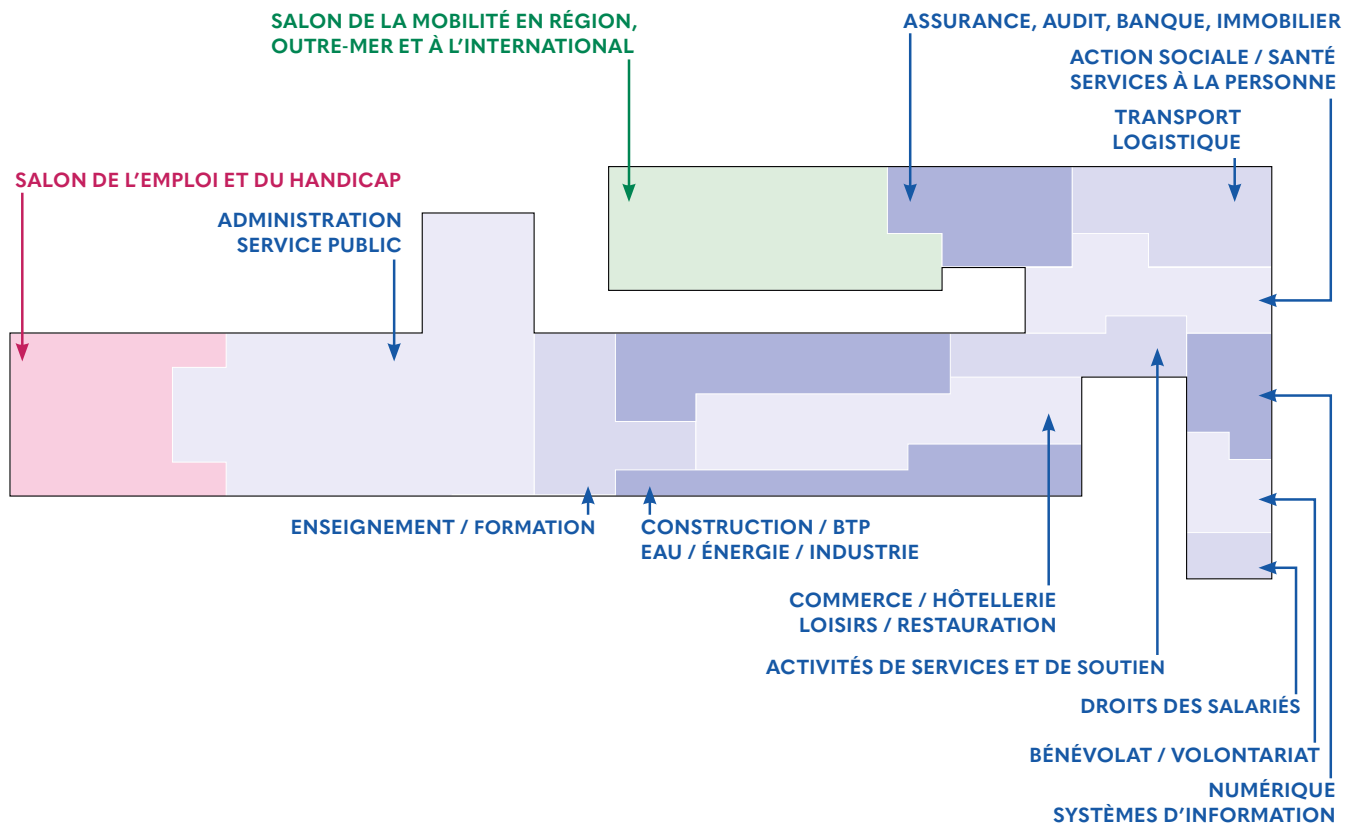 SALON DE LA MOBILITÉ EN RÉGION,
OUTRE-MER ET À L’INTERNATIONAL
ASSURANCE, AUDIT, BANQUE, IMMOBILIER
ACTION SOCIALE / SANTÉ
SERVICES À LA PERSONNE
TRANSPORT
LOGISTIQUE
SALON DE L’EMPLOI ET DU HANDICAP
ADMINISTRATION
SERVICE PUBLIC
ENSEIGNEMENT / FORMATION
CONSTRUCTION / BTP
EAU / ÉNERGIE / INDUSTRIE
COMMERCE / HÔTELLERIE
LOISIRS / RESTAURATION
ACTIVITÉS DE SERVICES ET DE SOUTIEN
DROITS DES SALARIÉS
BÉNÉVOLAT / VOLONTARIAT
NUMÉRIQUE
SYSTÈMES D’INFORMATION